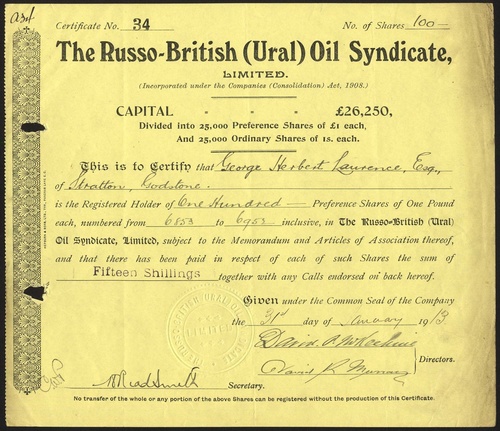 Certificate No. 34 No. of Shares 100
The Russo-British (Ural) Oil Syndicate,
LIMITED.
(Incorporated under the Companies (Consolidation) Act, 1908.)
CAPITAL - - - £26,250,
Divided into 25,000 Preference Shares of £1 each,
And 25,000 Ordinary Shares of 1s. each.
This is to Certify that George Herbert Laurence, Esq.,
of Stratton, Godstone.
is the Registered Holder of One Hundred — Preference Shares of One Pound
each, numbered from 6853 to 6952 inclusive, in The Russo-British (Ural)
Oil Syndicate, Limited, subject to the Memorandum and Articles of Association thereof,
and that there has been paid in respect of each of such Shares the sum of
Fifteen Shillings together with any Calls endorsed on back hereof.
Given under the Common Seal of the Company
the 31st day of January 1913
David
Directors.
David R
Secretary.
No transfer of the whole or any portion of the above Shares can be registered without the production of this Certificate.